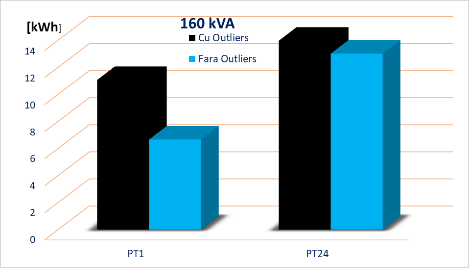 160 kVA
[kWh]
Cu Outliers
Fara Outliers
14
12
10
8
6
4
2
0
PT1
PT24